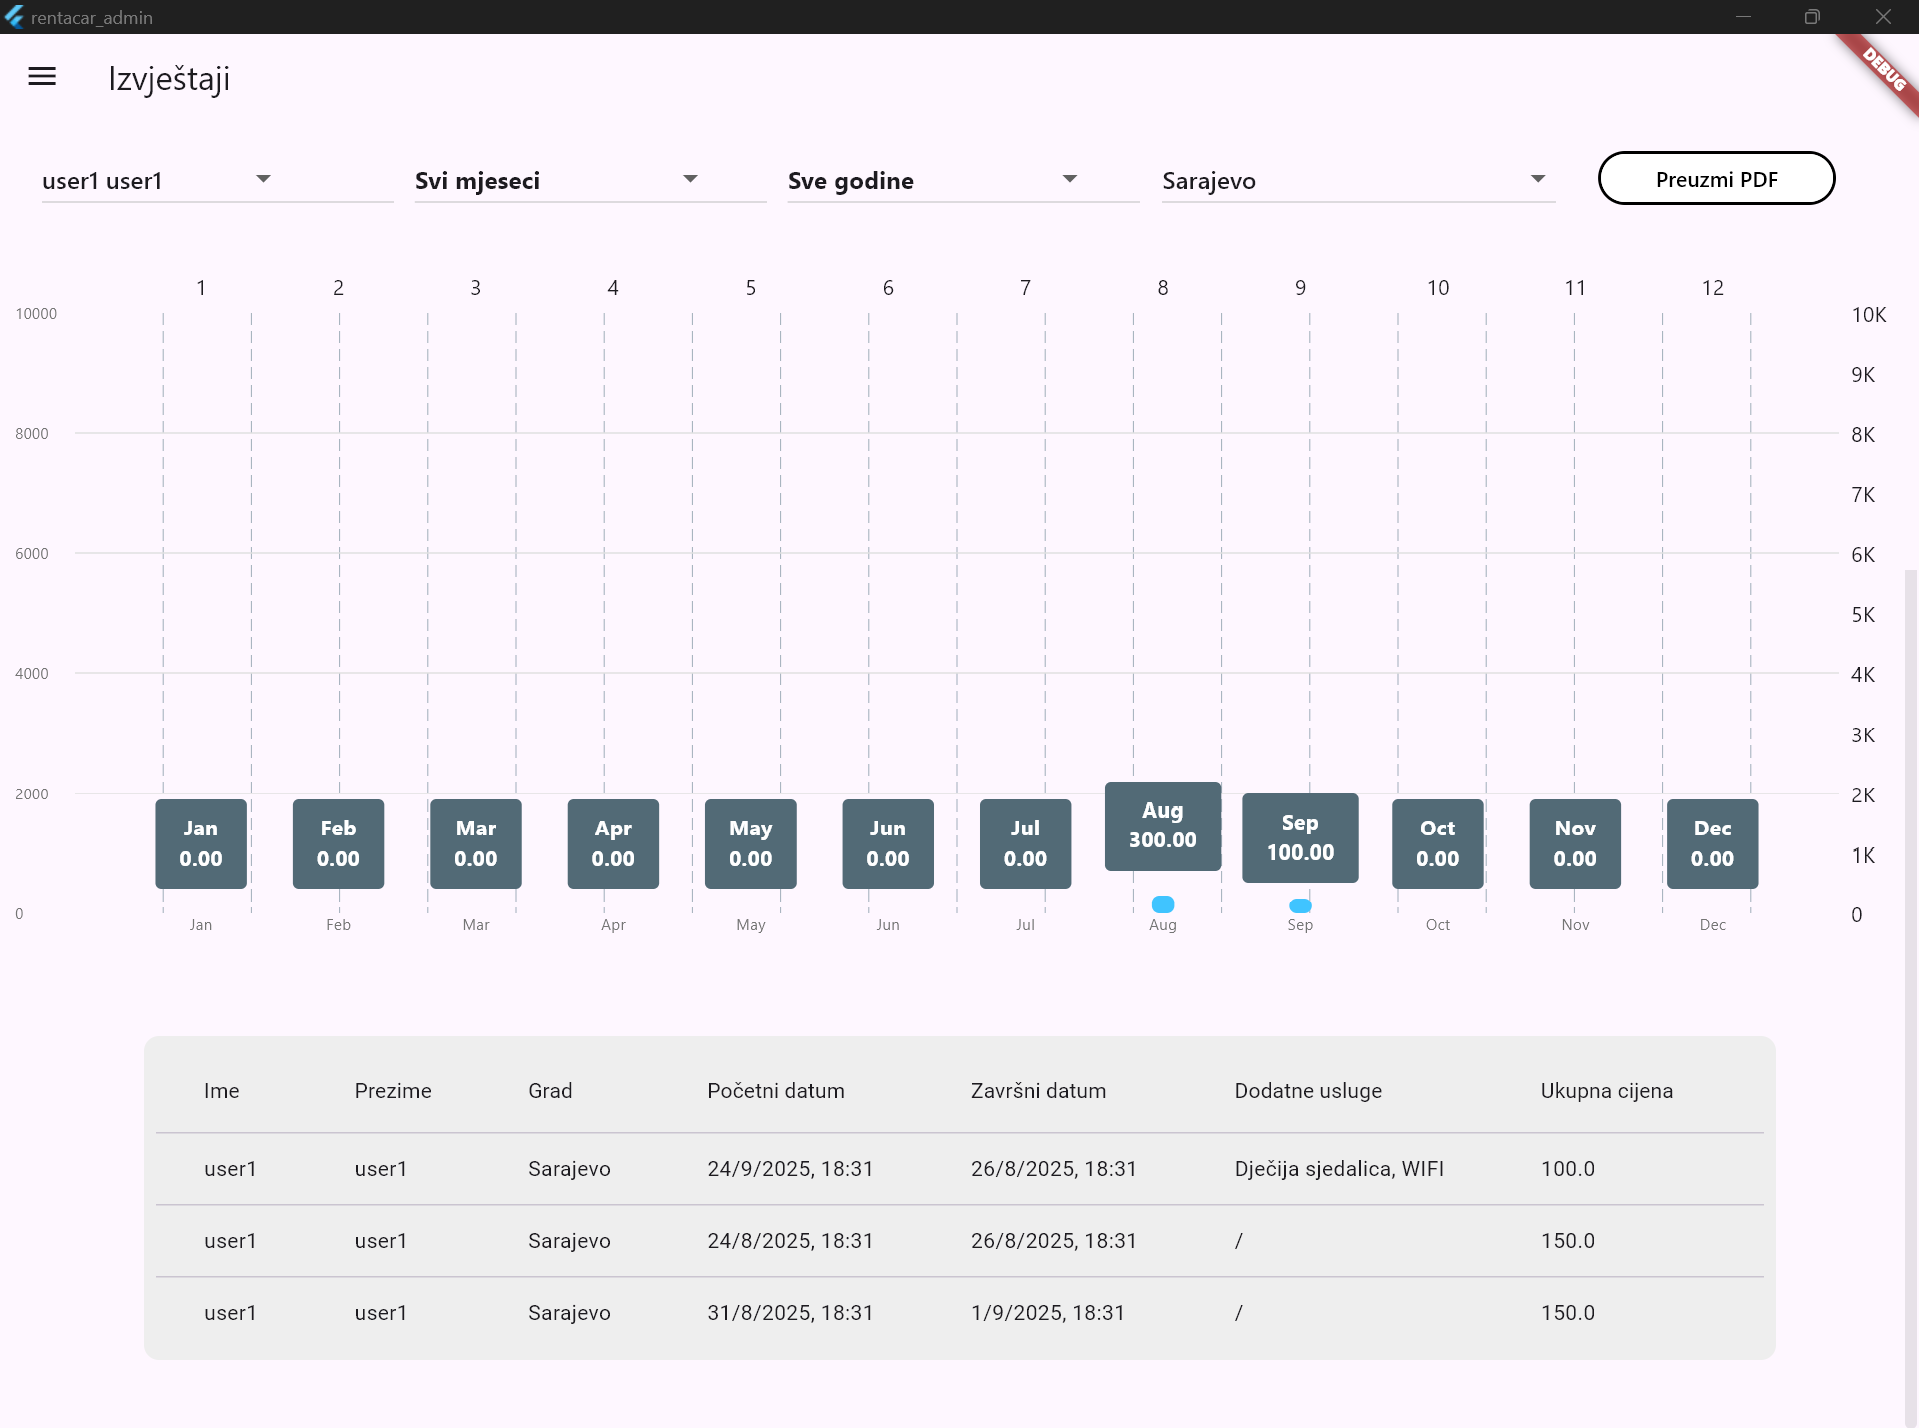 rentacar_admin
DEBUG
Izvještaji
user1 user1 Svi mjeseci Sve godine Sarajevo Preuzmi PDF
1 2 3 4 5 6 7 8 9 10 11 12
10000 10K
9K
8000 8K
7K
6000 6K
5K
4000 4K
3K
2000 2K
Jan Feb Mar Apr May Jun Jul Aug Sep Oct Nov Dec
0.00 0.00 0.00 0.00 0.00 0.00 0.00 300.00 100.00 0.00 0.00 0.00
1K
0 0
Jan Feb Mar Apr May Jun Jul Aug Sep Oct Nov Dec
Ime Prezime Grad Početni datum Završni datum Dodatne usluge Ukupna cijena
user1 user1 Sarajevo 24/9/2025, 18:31 26/8/2025, 18:31 Dječija sjedalica, WIFI 100.0
user1 user1 Sarajevo 24/8/2025, 18:31 26/8/2025, 18:31 / 150.0
user1 user1 Sarajevo 31/8/2025, 18:31 1/9/2025, 18:31 / 150.0